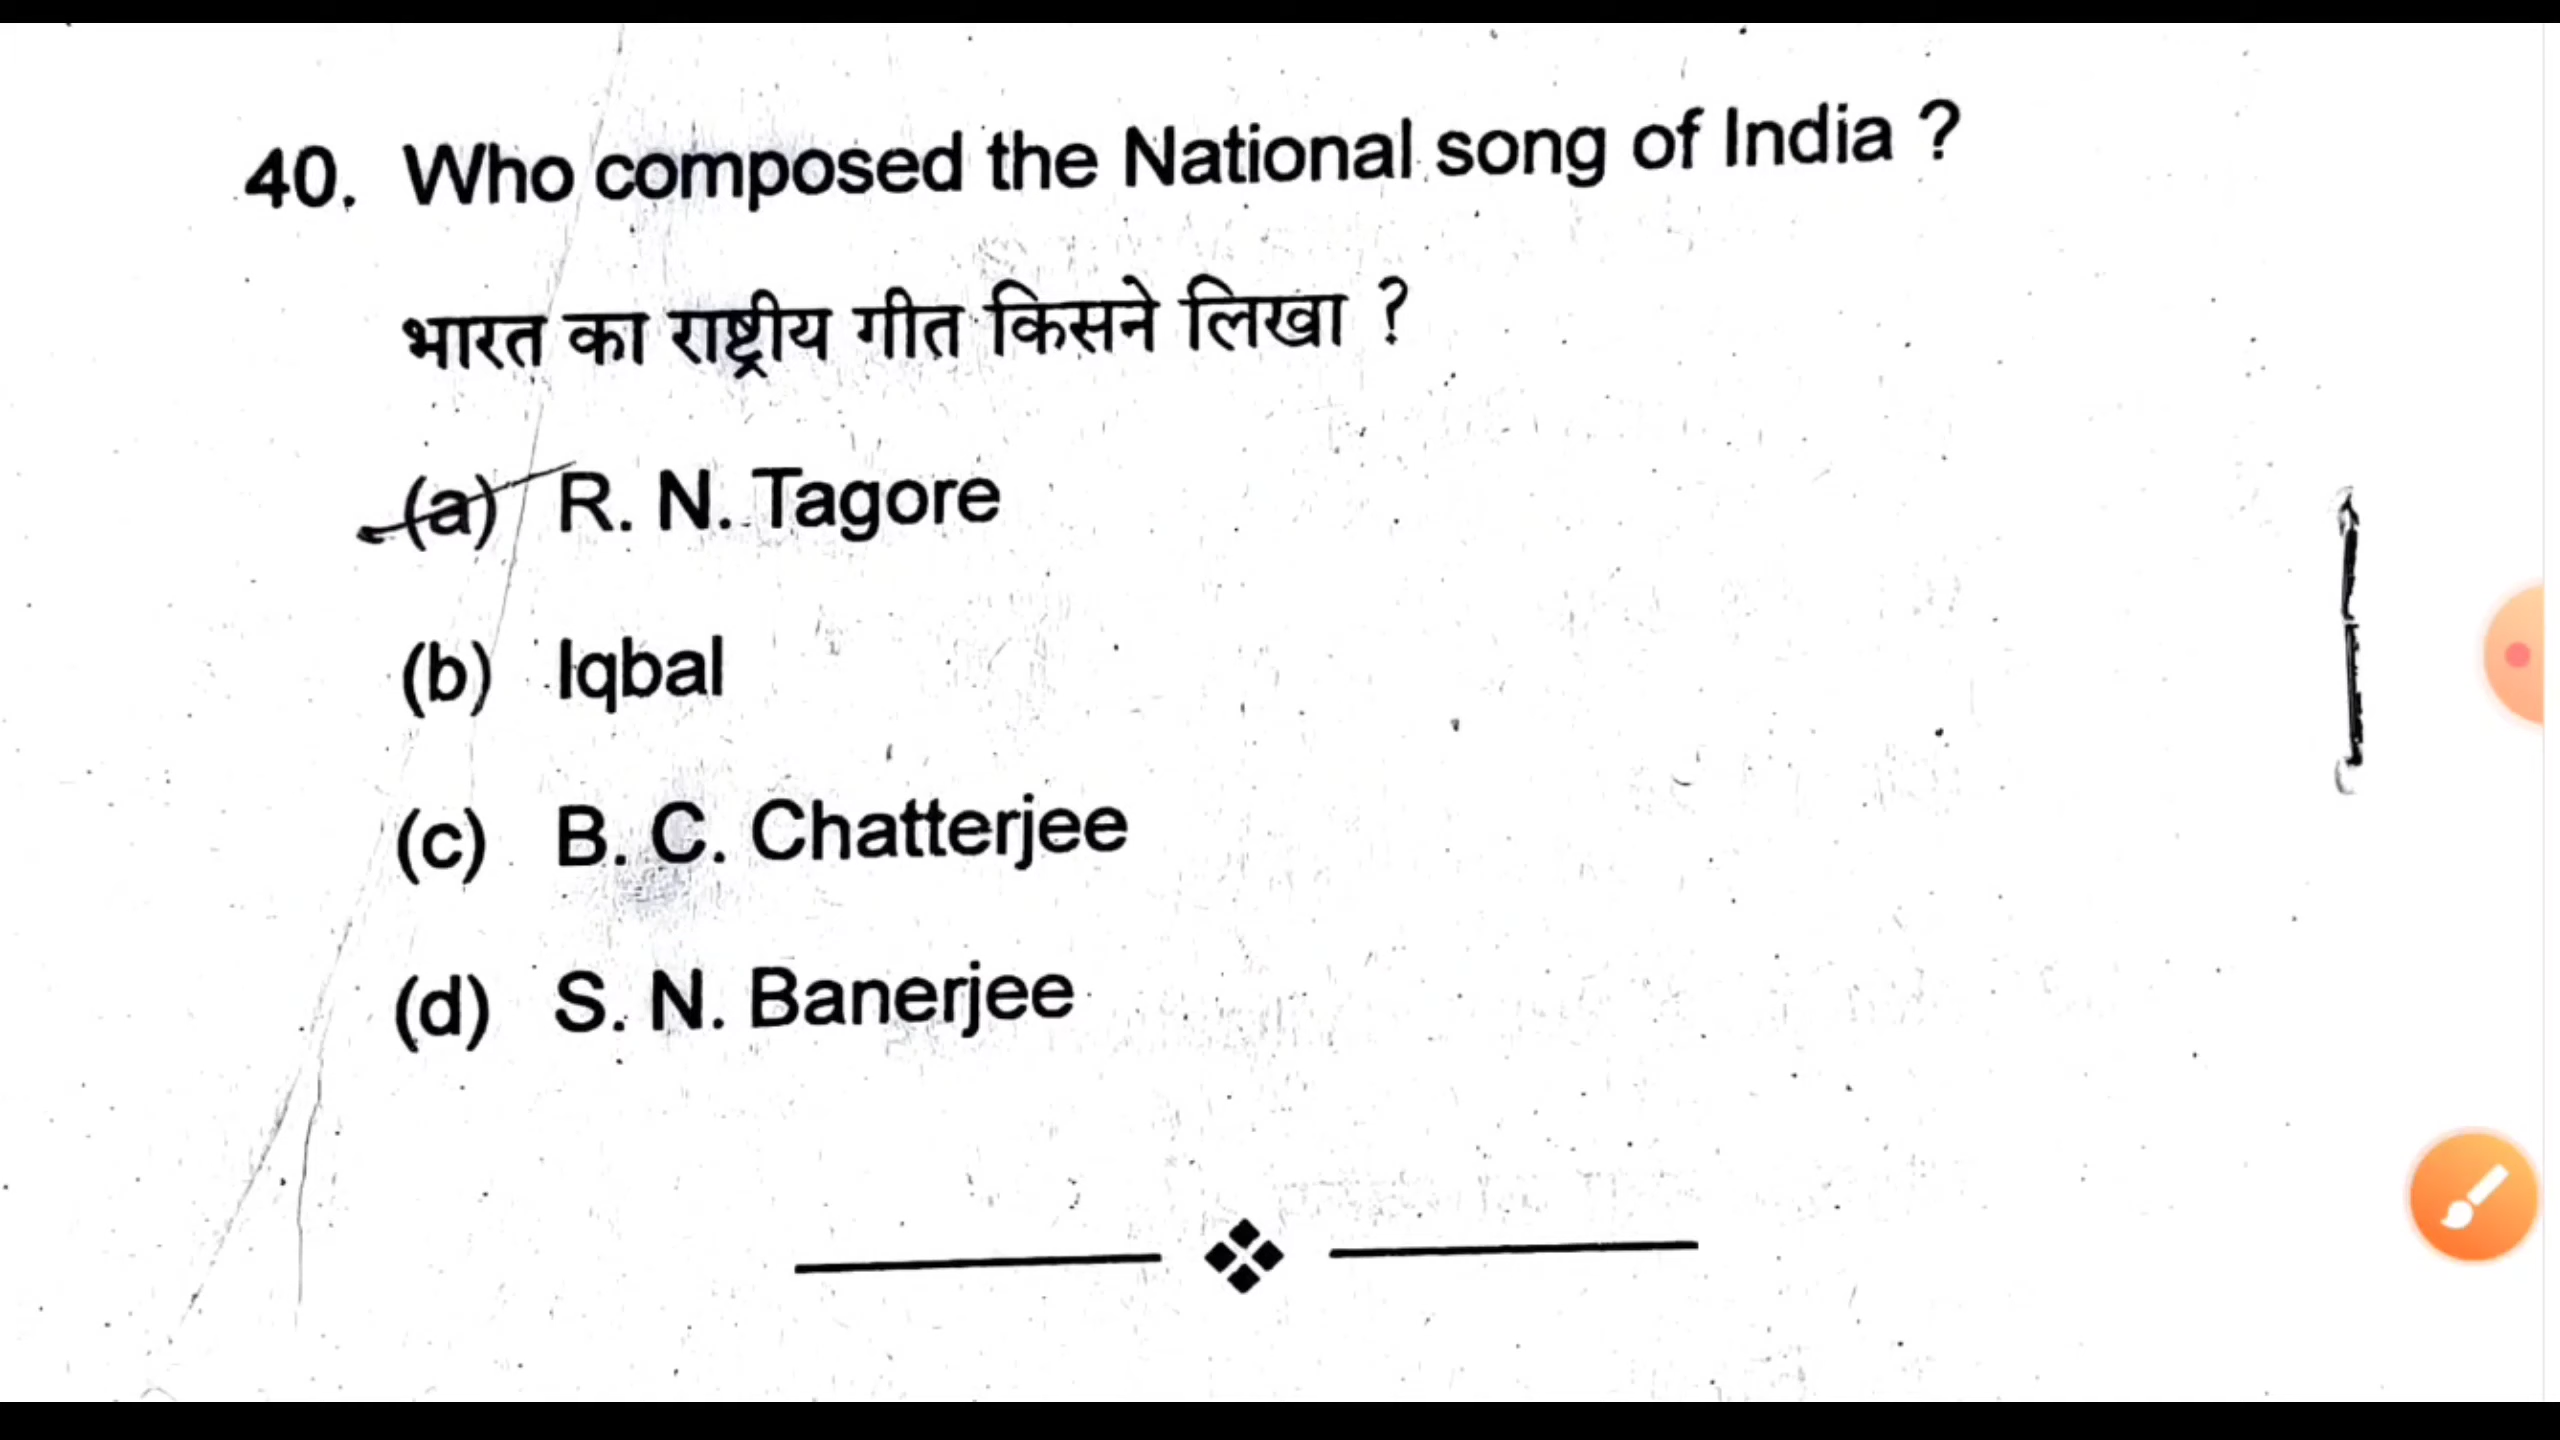 40. Who composed the National song of India ?
भारत का राष्ट्रीय गीत किसने लिखा ?
(a) R. N. Tagore
(b) Iqbal
(c) B. C. Chatterjee
(d) S. N. Banerjee